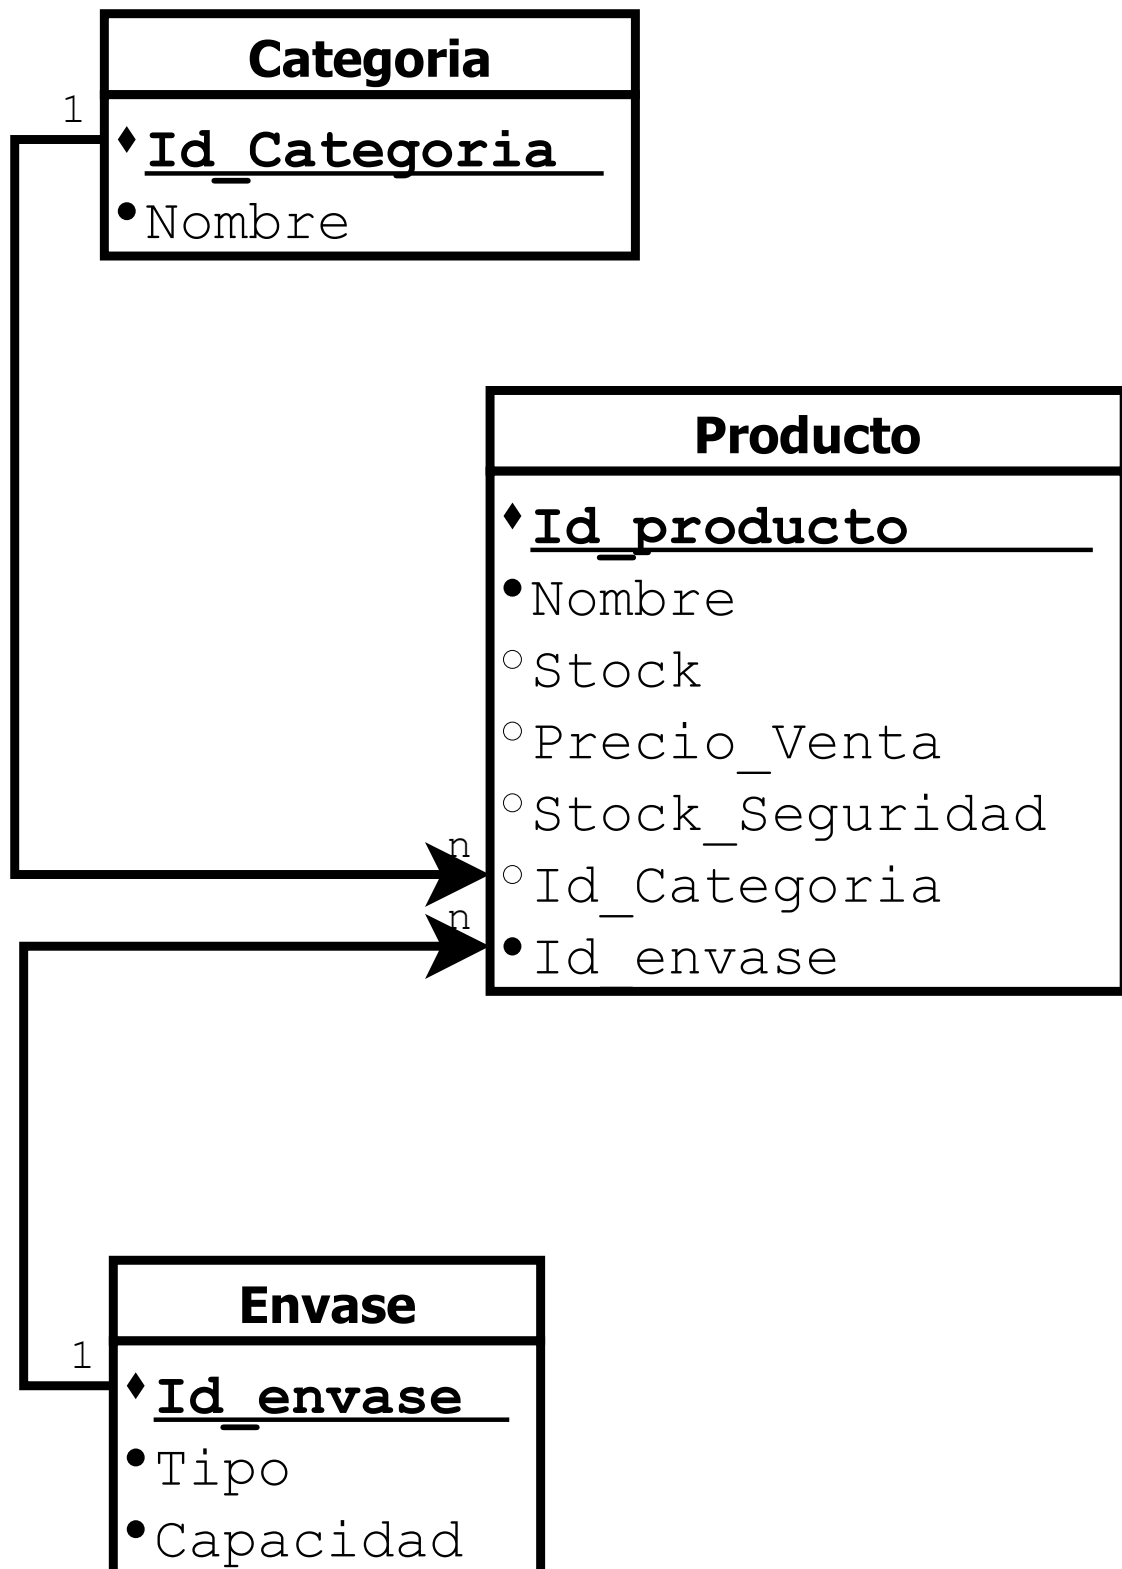 Categoria
1
Id_Categoria
Nombre
Producto
Id_producto
Nombre
Stock
Precio_Venta
Stock_Seguridad
n
Id_Categoria
n
Id_envase
Envase
1
Id_envase
Tipo
Capacidad